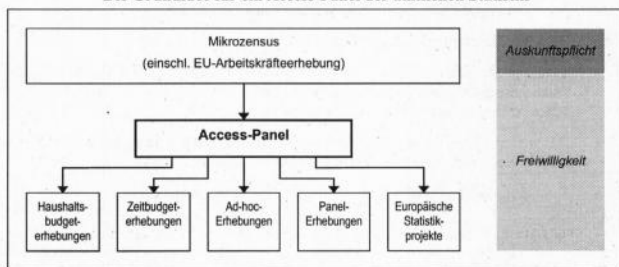 Mikrozensus
(einschl. EU-Arbeitskräfteerhebung)
Auskunftspflicht
Access-Panel
Freiwilligkeit
Haushalts-
budget-
erhebungen
Zeitbudget-
erhebungen
Ad-hoc-
Erhebungen
Panel-
Erhebungen
Europäische
Statistik-
projekte